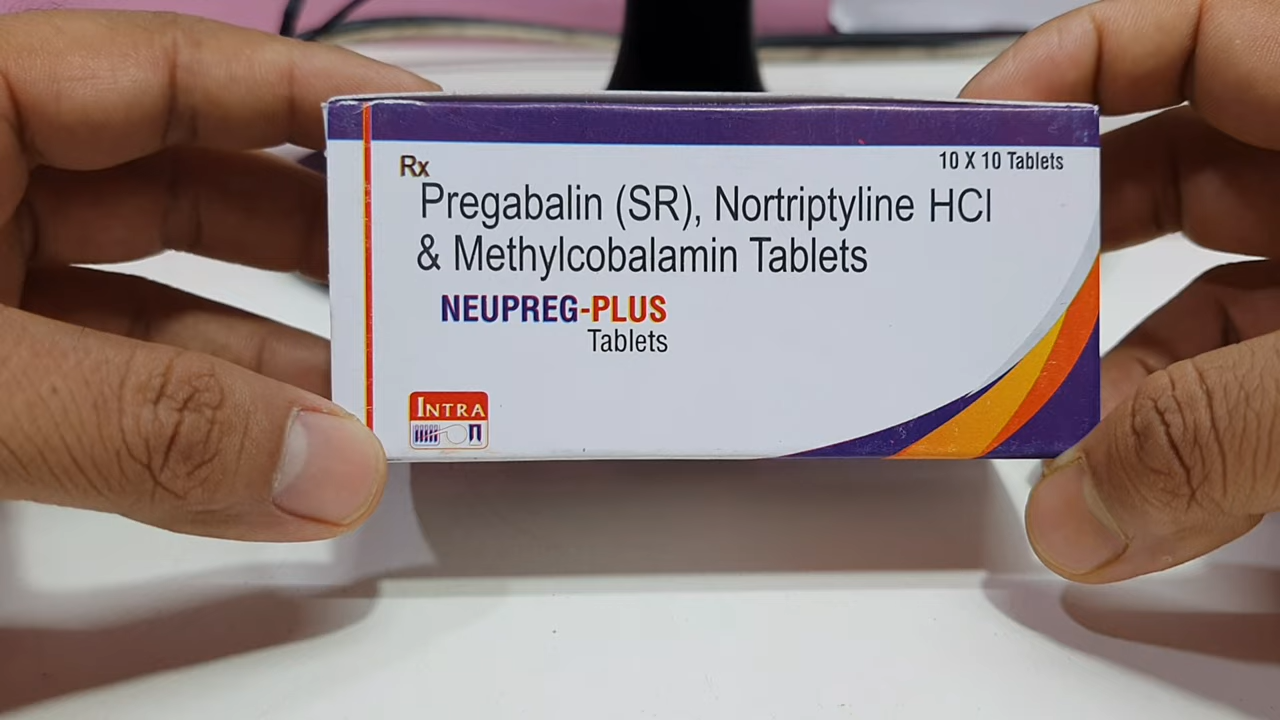 Rx
10 X 10 Tablets
Pregabalin (SR), Nortriptyline HCl
& Methylcobalamin Tablets
NEUPREG-PLUS
Tablets
INTRA